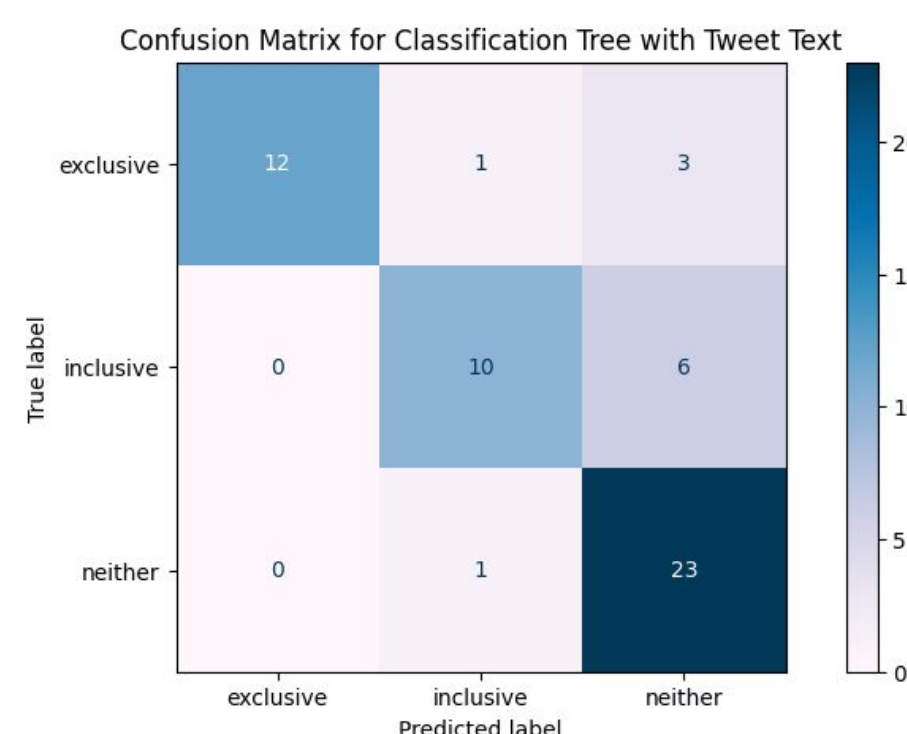 Confusion Matrix for Classification Tree with Tweet Text
exclusive 12 1 3
inclusive 0 10 6
neither 0 1 23
True label
exclusive inclusive neither
Predicted label
5
0